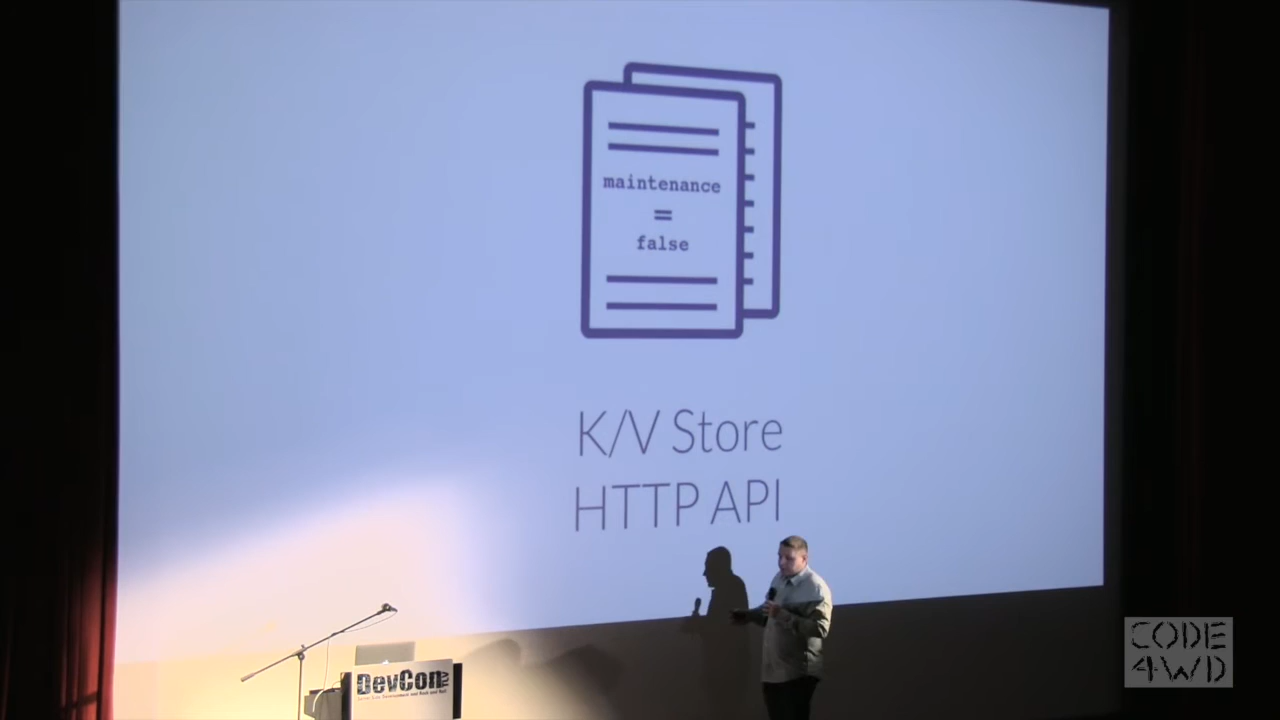 maintenance
=
false
K/V Store
HTTP API
DevCon
CODE
4WD